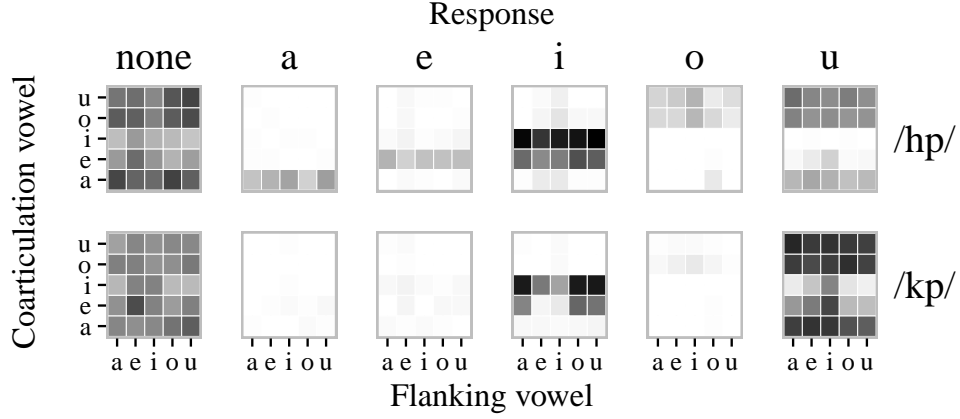 Response
none a e i o u
Coarticulation vowel
u
o
i
e
a
/hp/
u
o
i
e
a
/kp/
a e i o u a e i o u a e i o u a e i o u a e i o u a e i o u
Flanking vowel